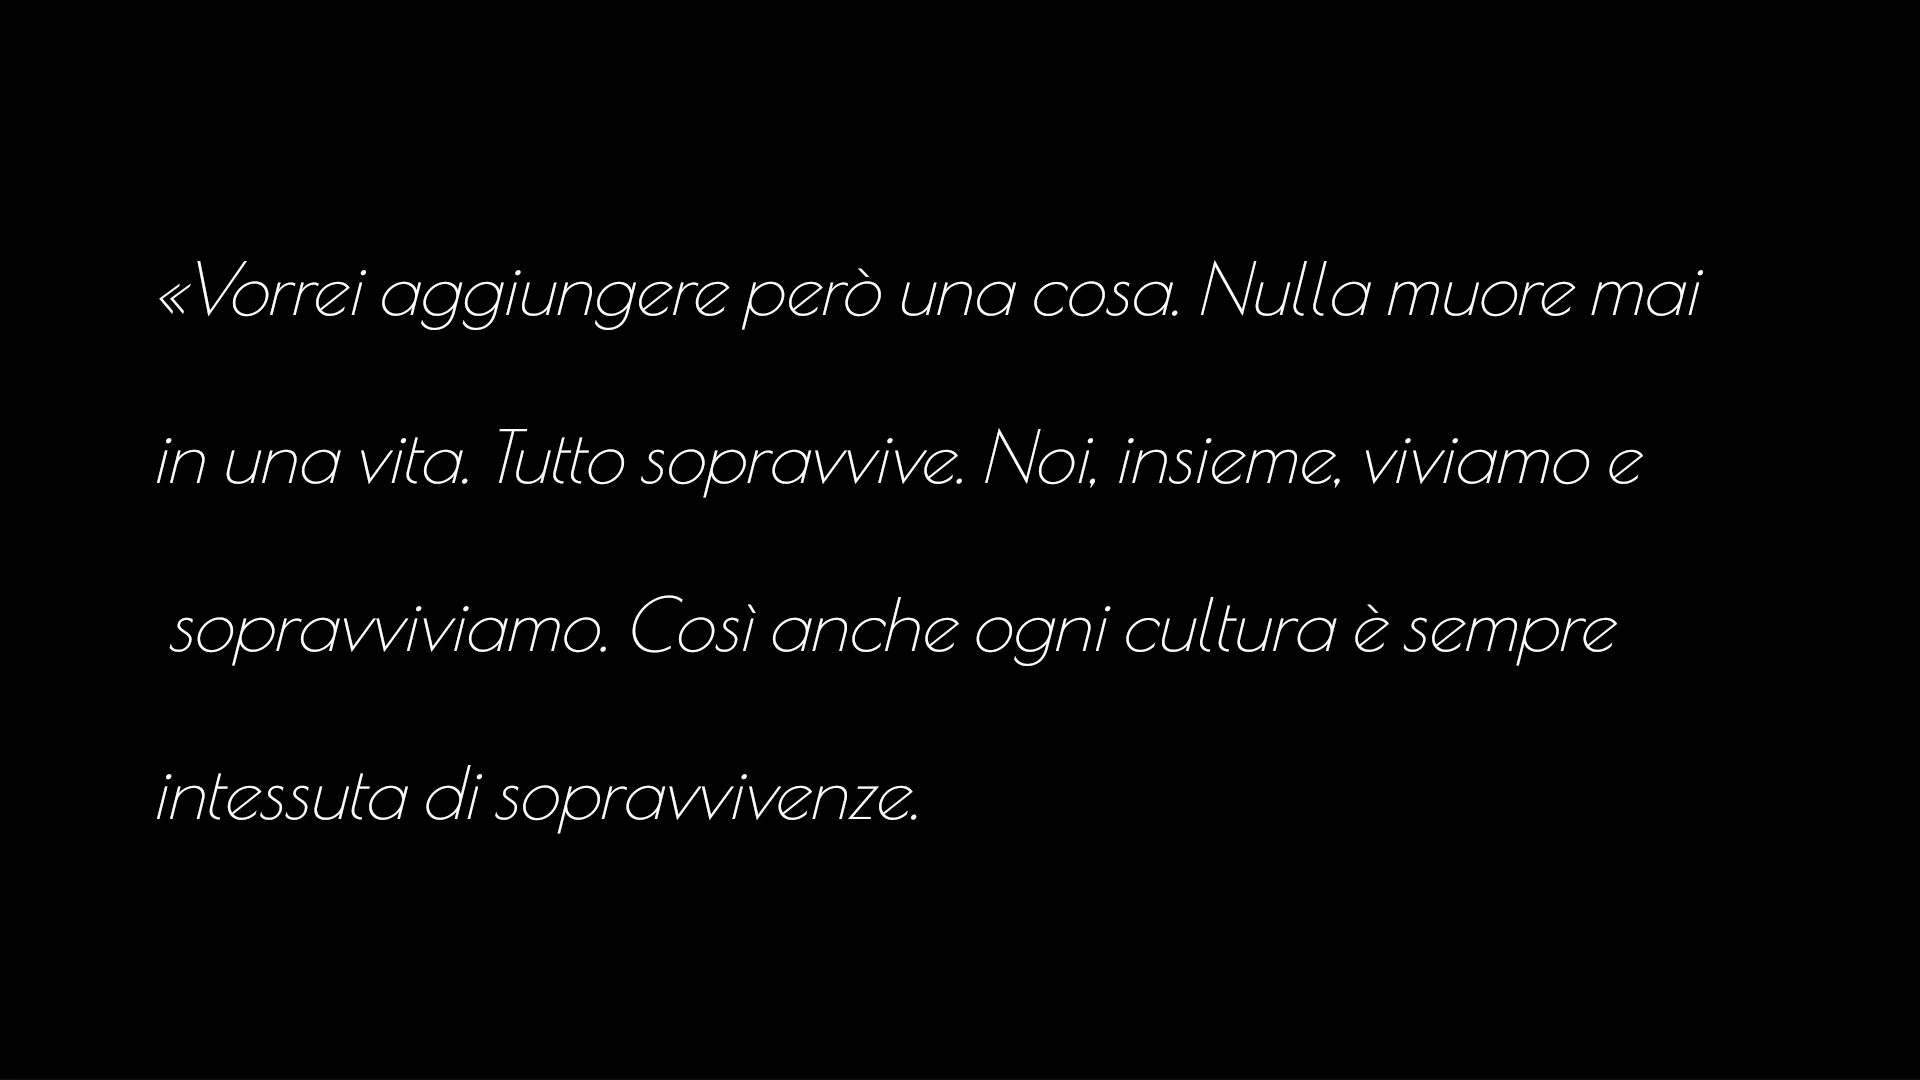 «Vorrei aggiungere però una cosa. Nulla muore mai
in una vita. Tutto sopravvive. Noi, insieme, viviamo e
sopravviviamo. Così anche ogni cultura è sempre
intessuta di sopravvivenze.